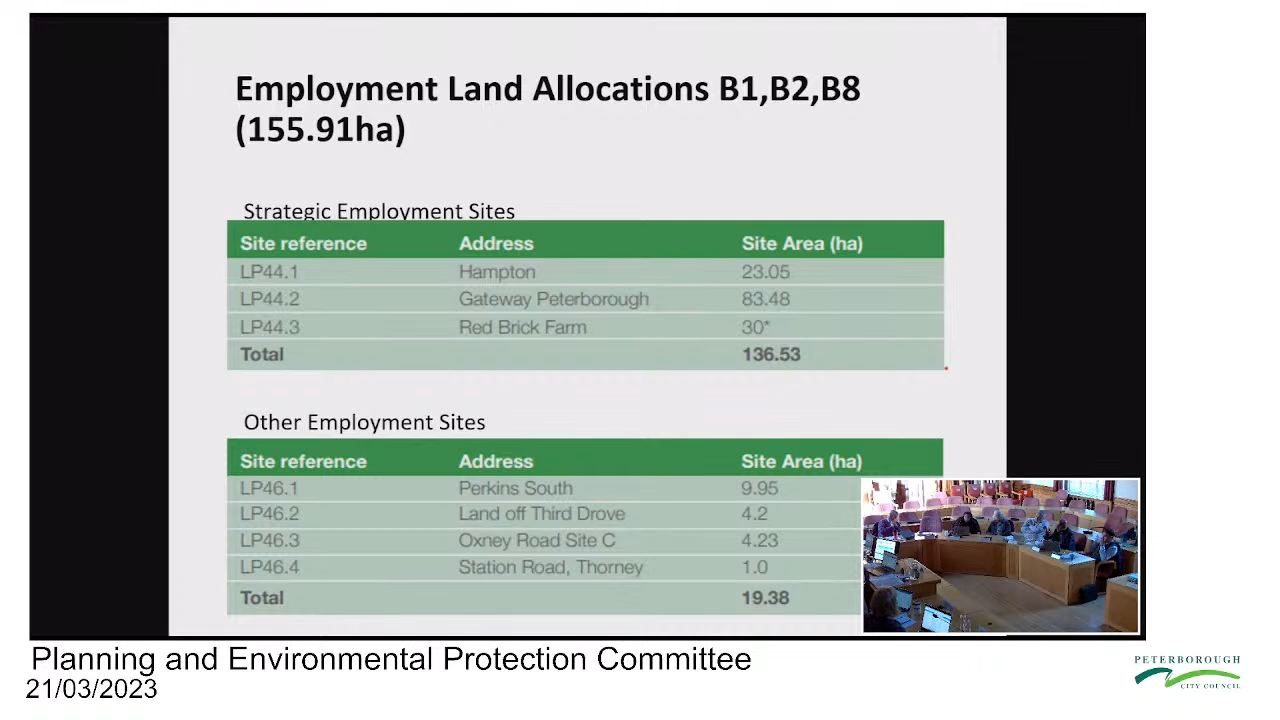 Employment Land Allocations B1,B2,B8
(155.91ha)
Strategic Employment Sites
Site reference Address Site Area (ha)
LP44.1 Hampton 23.05
LP44.2 Gateway Peterborough 83.48
LP44.3 Red Brick Farm 30*
Total 136.53
Other Employment Sites
Site reference Address Site Area (ha)
LP46.1 Perkins South 9.95
LP46.2 Land off Third Drove 4.2
LP46.3 Oxney Road Site C 4.23
LP46.4 Station Road, Thorney 1.0
Total 19.38
Planning and Environmental Protection Committee
21/03/2023
PETERBOROUGH
CITY COUNCIL